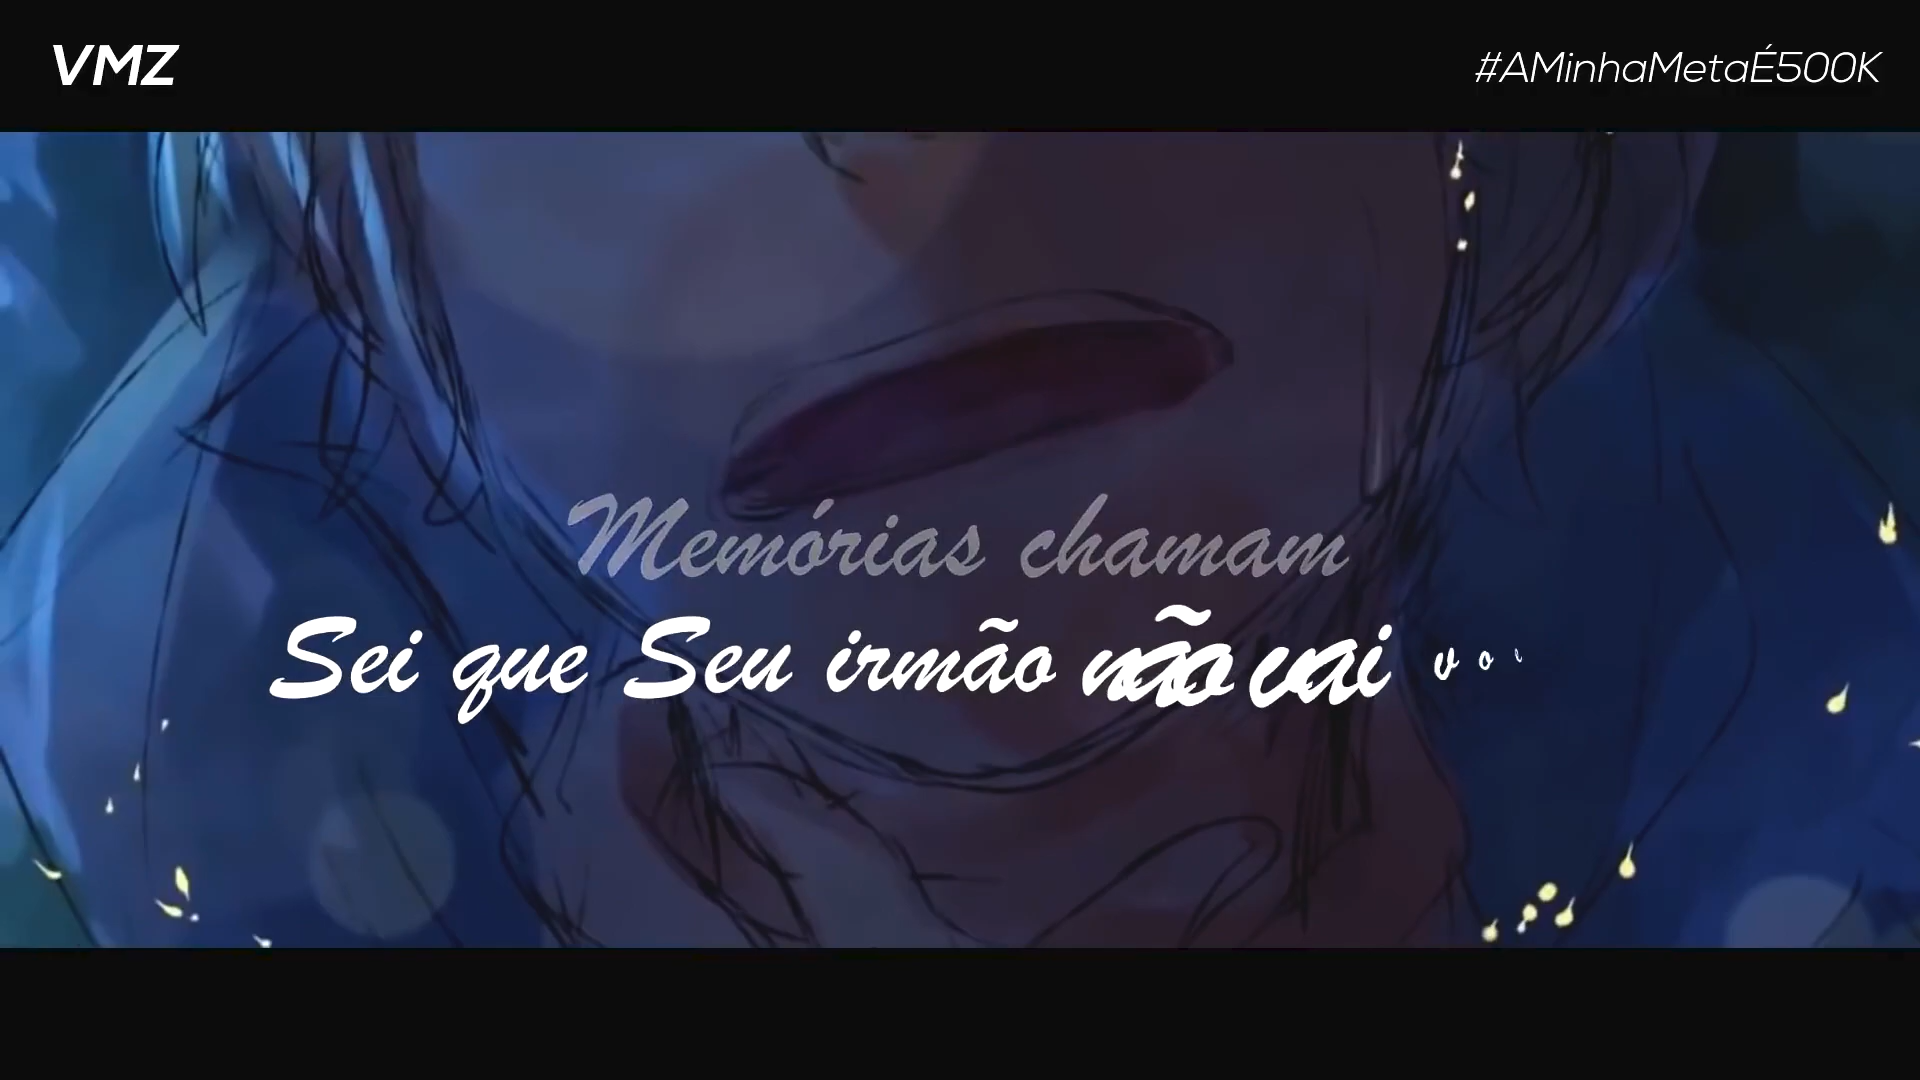 VMZ
#AMinhaMetaÉ500K
Memórias chamam
Sei que Seu irmão não vai